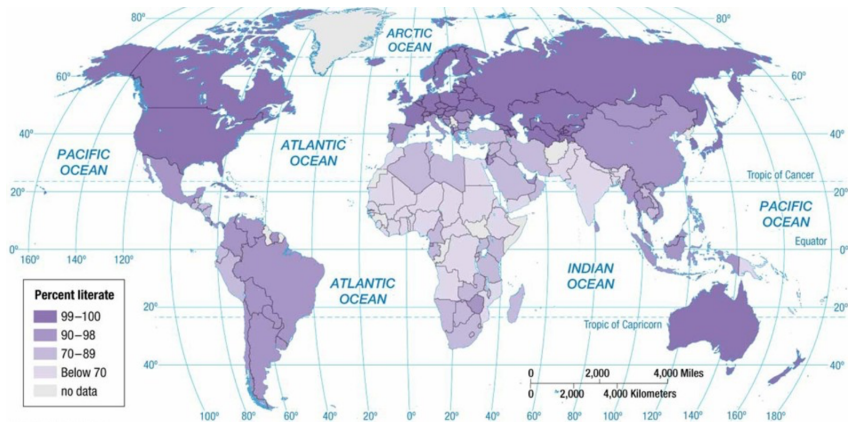 80°
80°
ARCTIC
OCEAN
60°
60°
40°
ATLANTIC
OCEAN
40°
PACIFIC
OCEAN
Tropic of Cancer
20°
20°
PACIFIC
OCEAN
Equator
0°
0°
160°
140°
120°
INDIAN
OCEAN
ATLANTIC
OCEAN
Percent literate
99–100
90–98
70–89
Below 70
no data
20°
20°
Tropic of Capricorn
40°
40°
0 2,000 4,000 Miles
0 2,000 4,000 Kilometers
100° 80° 60° 40° 20° 0° 20° 40° 60° 80° 100° 120° 140° 160° 180°